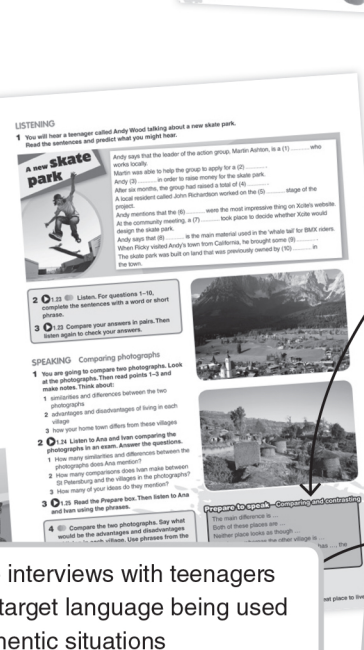 LISTENING
1 You will hear a teenager called Andy Wood talking about a new skate park.
Read the sentences and predict what you might hear.
A new skate
park
Andy says that the leader of the action group, Martin Ashton, is a (1) .......... who
works locally.
Martin was able to help the group to apply for a (2) .......... .
Andy (3) .......... in order to raise money for the skate park.
After six months, the group had raised a total of (4) .......... .
A local resident called John Richardson worked on the (5) .......... stage of the
project.
Andy mentions that the (6) .......... were the most impressive thing on Xcite's website.
At the community meeting, a (7) .......... took place to decide whether Xcite would
design the skate park.
Andy says that (8) .......... is the main material used in the 'whale tail' for BMX riders.
When Ricky visited Andy's town from California, he brought some (9) .......... .
The skate park was built on land that was previously owned by (10) .......... in
the town.
2 1.23 Listen. For questions 1–10,
complete the sentences with a word or short
phrase.
3 1.23 Compare your answers in pairs. Then
listen again to check your answers.
SPEAKING Comparing photographs
1 You are going to compare two photographs. Look
at the photographs. Then read points 1–3 and
make notes. Think about:
1 similarities and differences between the two
photographs
2 advantages and disadvantages of living in each
village
3 how your home town differs from these villages
2 1.24 Listen to Ana and Ivan comparing the
photographs in an exam. Answer the questions.
1 How many similarities and differences between the
photographs does Ana mention?
2 How many comparisons does Ivan make between
St Petersburg and the villages in the photographs?
3 How many of your ideas do they mention?
3 1.25 Read the Prepare box. Then listen to Ana
and Ivan using the phrases.
4 Compare the two photographs. Say what
would be the advantages and disadvantages
village. Use phrases from the
Prepare to speak – Comparing and contrasting
The main difference is ...
Both of these places are ...
Neither place looks as though ...
the other village is ...
has ... the
place to live
interviews with teenagers
target language being used
situations